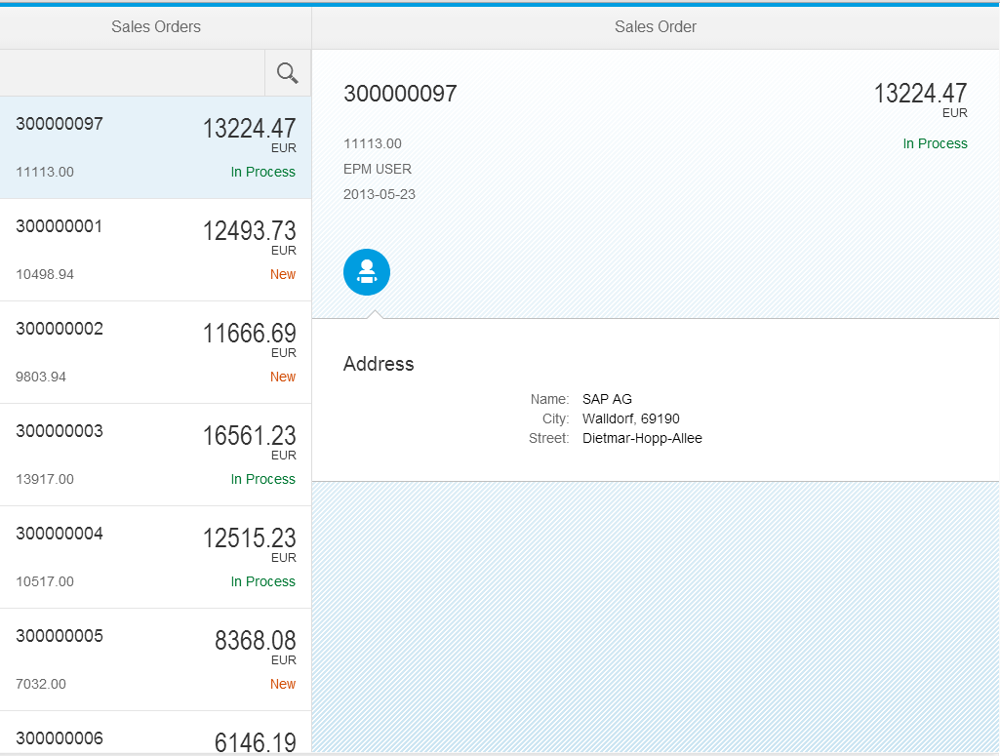 Sales Orders
Sales Order
300000097 13224.47
EUR
11113.00 In Process
300000001 12493.73
EUR
10498.94 New
300000002 11666.69
EUR
9803.94 New
300000003 16561.23
EUR
13917.00 In Process
300000004 12515.23
EUR
10517.00 In Process
300000005 8368.08
EUR
7032.00 New
300000006 6146.19
300000097 13224.47
EUR
11113.00 In Process
EPM USER
2013-05-23
Address
Name: SAP AG
City: Walldorf, 69190
Street: Dietmar-Hopp-Allee